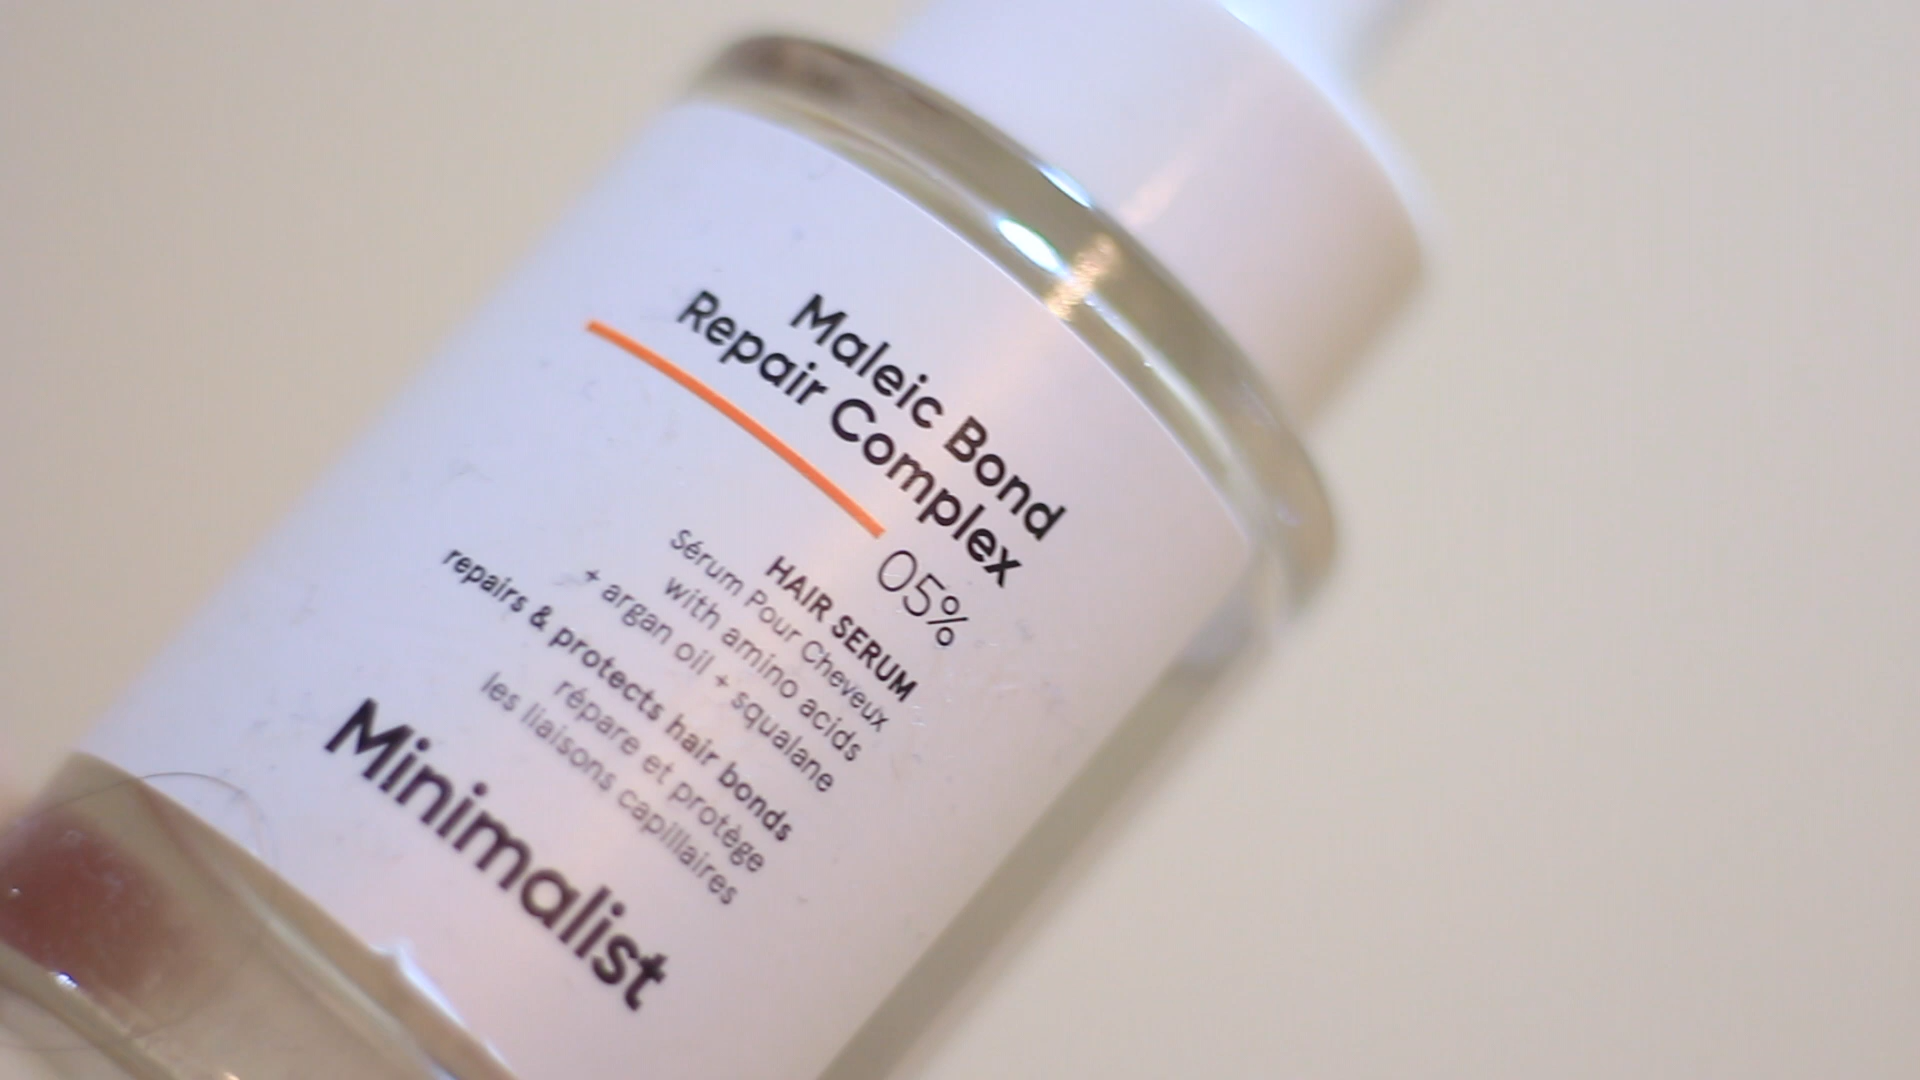 Maleic Bond
Repair Complex
05%
HAIR SERUM
Sérum Pour Cheveux
with amino acids
+ argan oil + squalane
repairs & protects hair bonds
répare et protège
les liaisons capillaires
Minimalist